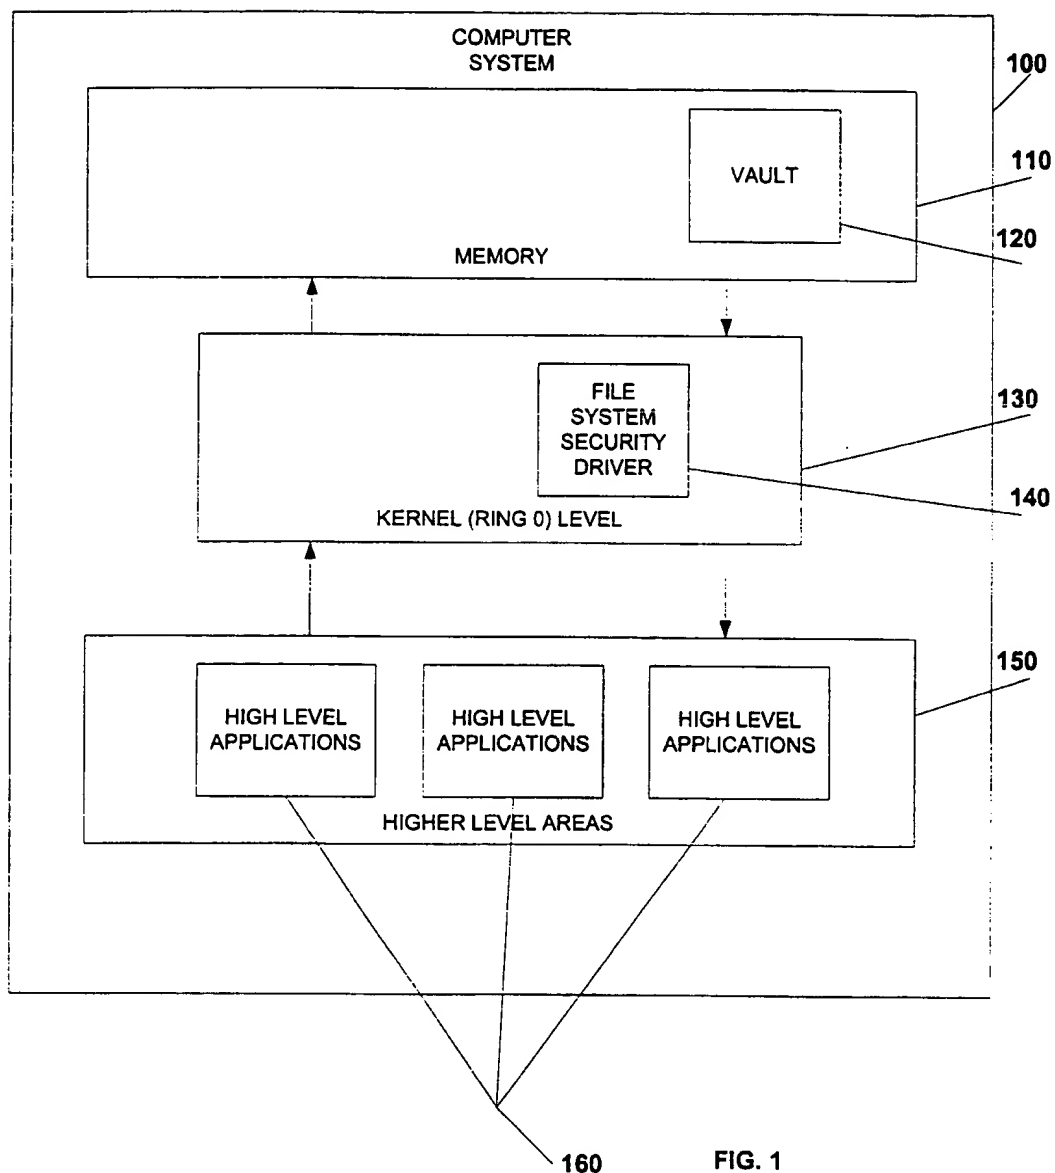 COMPUTER
SYSTEM
100
110
VAULT
120
MEMORY
FILE
SYSTEM
SECURITY
DRIVER
130
140
KERNEL (RING 0) LEVEL
150
HIGH LEVEL
APPLICATIONS
HIGH LEVEL
APPLICATIONS
HIGH LEVEL
APPLICATIONS
HIGHER LEVEL AREAS
160
FIG. 1